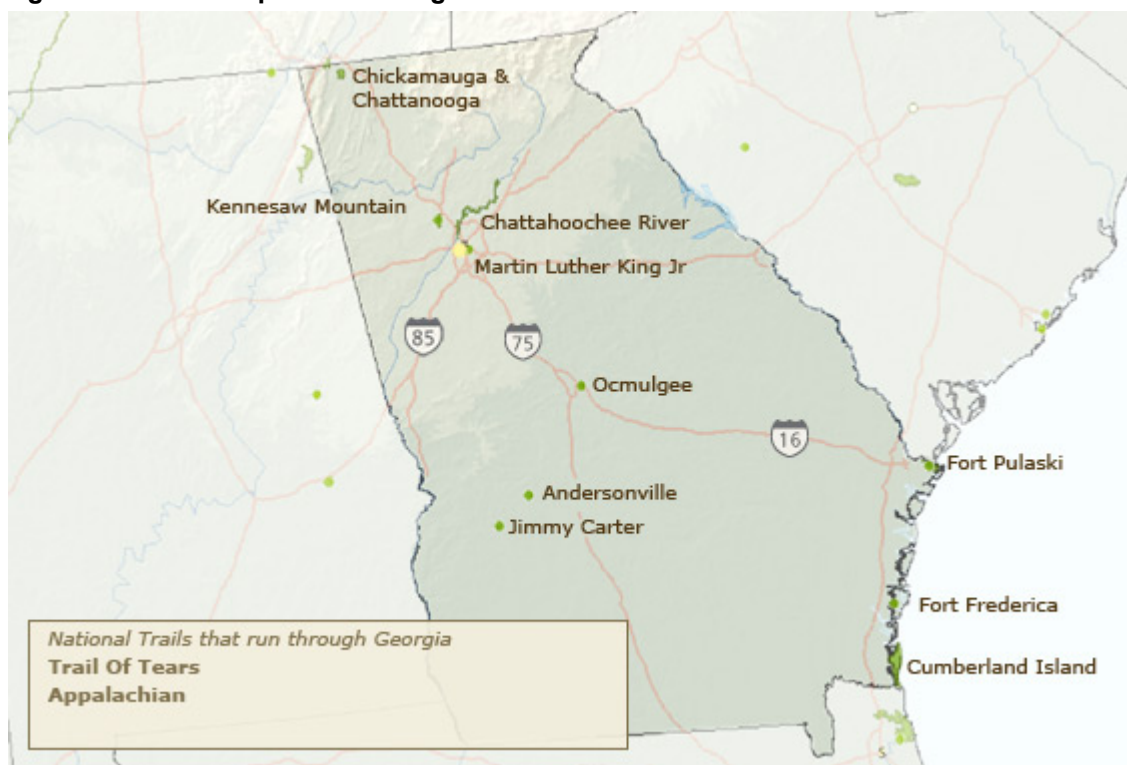 Chickamauga &
Chattanooga
Kennesaw Mountain
Chattahoochee River
Martin Luther King Jr
85
75
Ocmulgee
16
Fort Pulaski
Andersonville
Jimmy Carter
Fort Frederica
National Trails that run through Georgia
Trail Of Tears
Appalachian
Cumberland Island